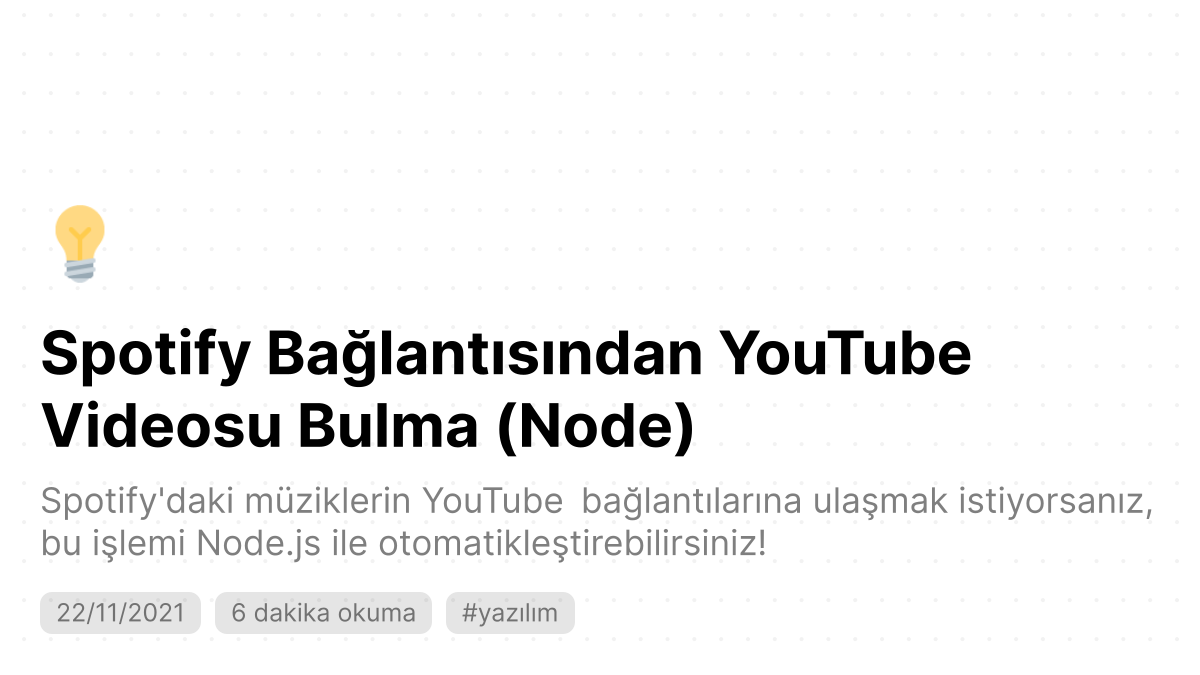 Spotify Bağlantısından YouTube
Videosu Bulma (Node)
Spotify'daki müziklerin YouTube  bağlantılarına ulaşmak istiyorsanız,
bu işlemi Node.js ile otomatikleştirebilirsiniz!
22/11/2021 6 dakika okuma #yazılım